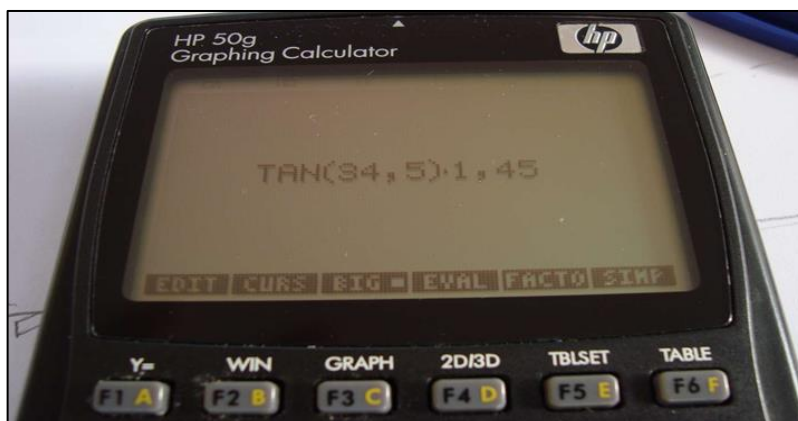 HP 50g
Graphing Calculator
hp
TAN(34,5)·1,45
EDIT CURS BIG EVAL FACTO SIMP
Y= WIN GRAPH 2D/3D TBLSET TABLE
F1 A F2 B F3 C F4 D F5 E F6 F